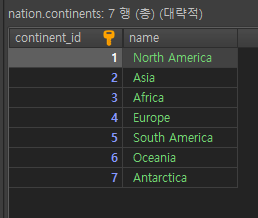 nation.continents: 7 행 (총) (대략적)
continent_id name
1 North America
2 Asia
3 Africa
4 Europe
5 South America
6 Oceania
7 Antarctica